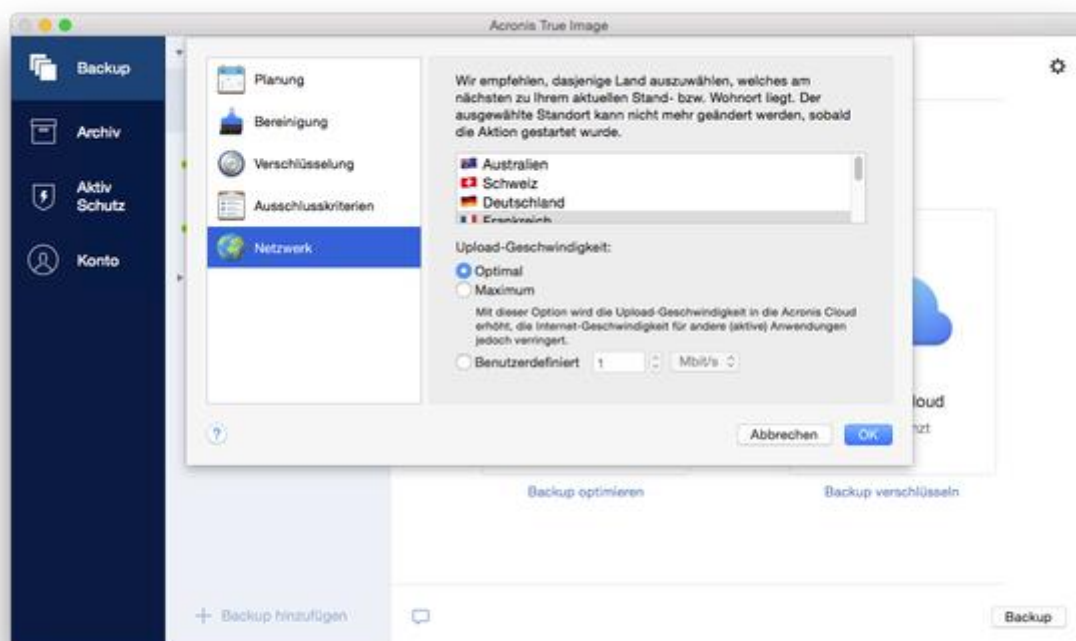 Acronis True Image
Backup
Archiv
Aktiv
Schutz
Konto
Planung
Bereinigung
Verschlüsselung
Ausschlusskriterien
Netzwerk
Wir empfehlen, dasjenige Land auszuwählen, welches am
nächsten zu Ihrem aktuellen Stand- bzw. Wohnort liegt. Der
ausgewählte Standort kann nicht mehr geändert werden, sobald
die Aktion gestartet wurde.
Australien
Schweiz
Deutschland
Frankreich
Upload-Geschwindigkeit:
Optimal
Maximum
Mit dieser Option wird die Upload-Geschwindigkeit in die Acronis Cloud
erhöht, die Internet-Geschwindigkeit für andere (aktive) Anwendungen
jedoch verringert.
Benutzerdefiniert 1 Mbit/s
?
Abbrechen OK
loud
nzt
Backup optimieren
Backup verschlüsseln
+ Backup hinzufügen
Backup